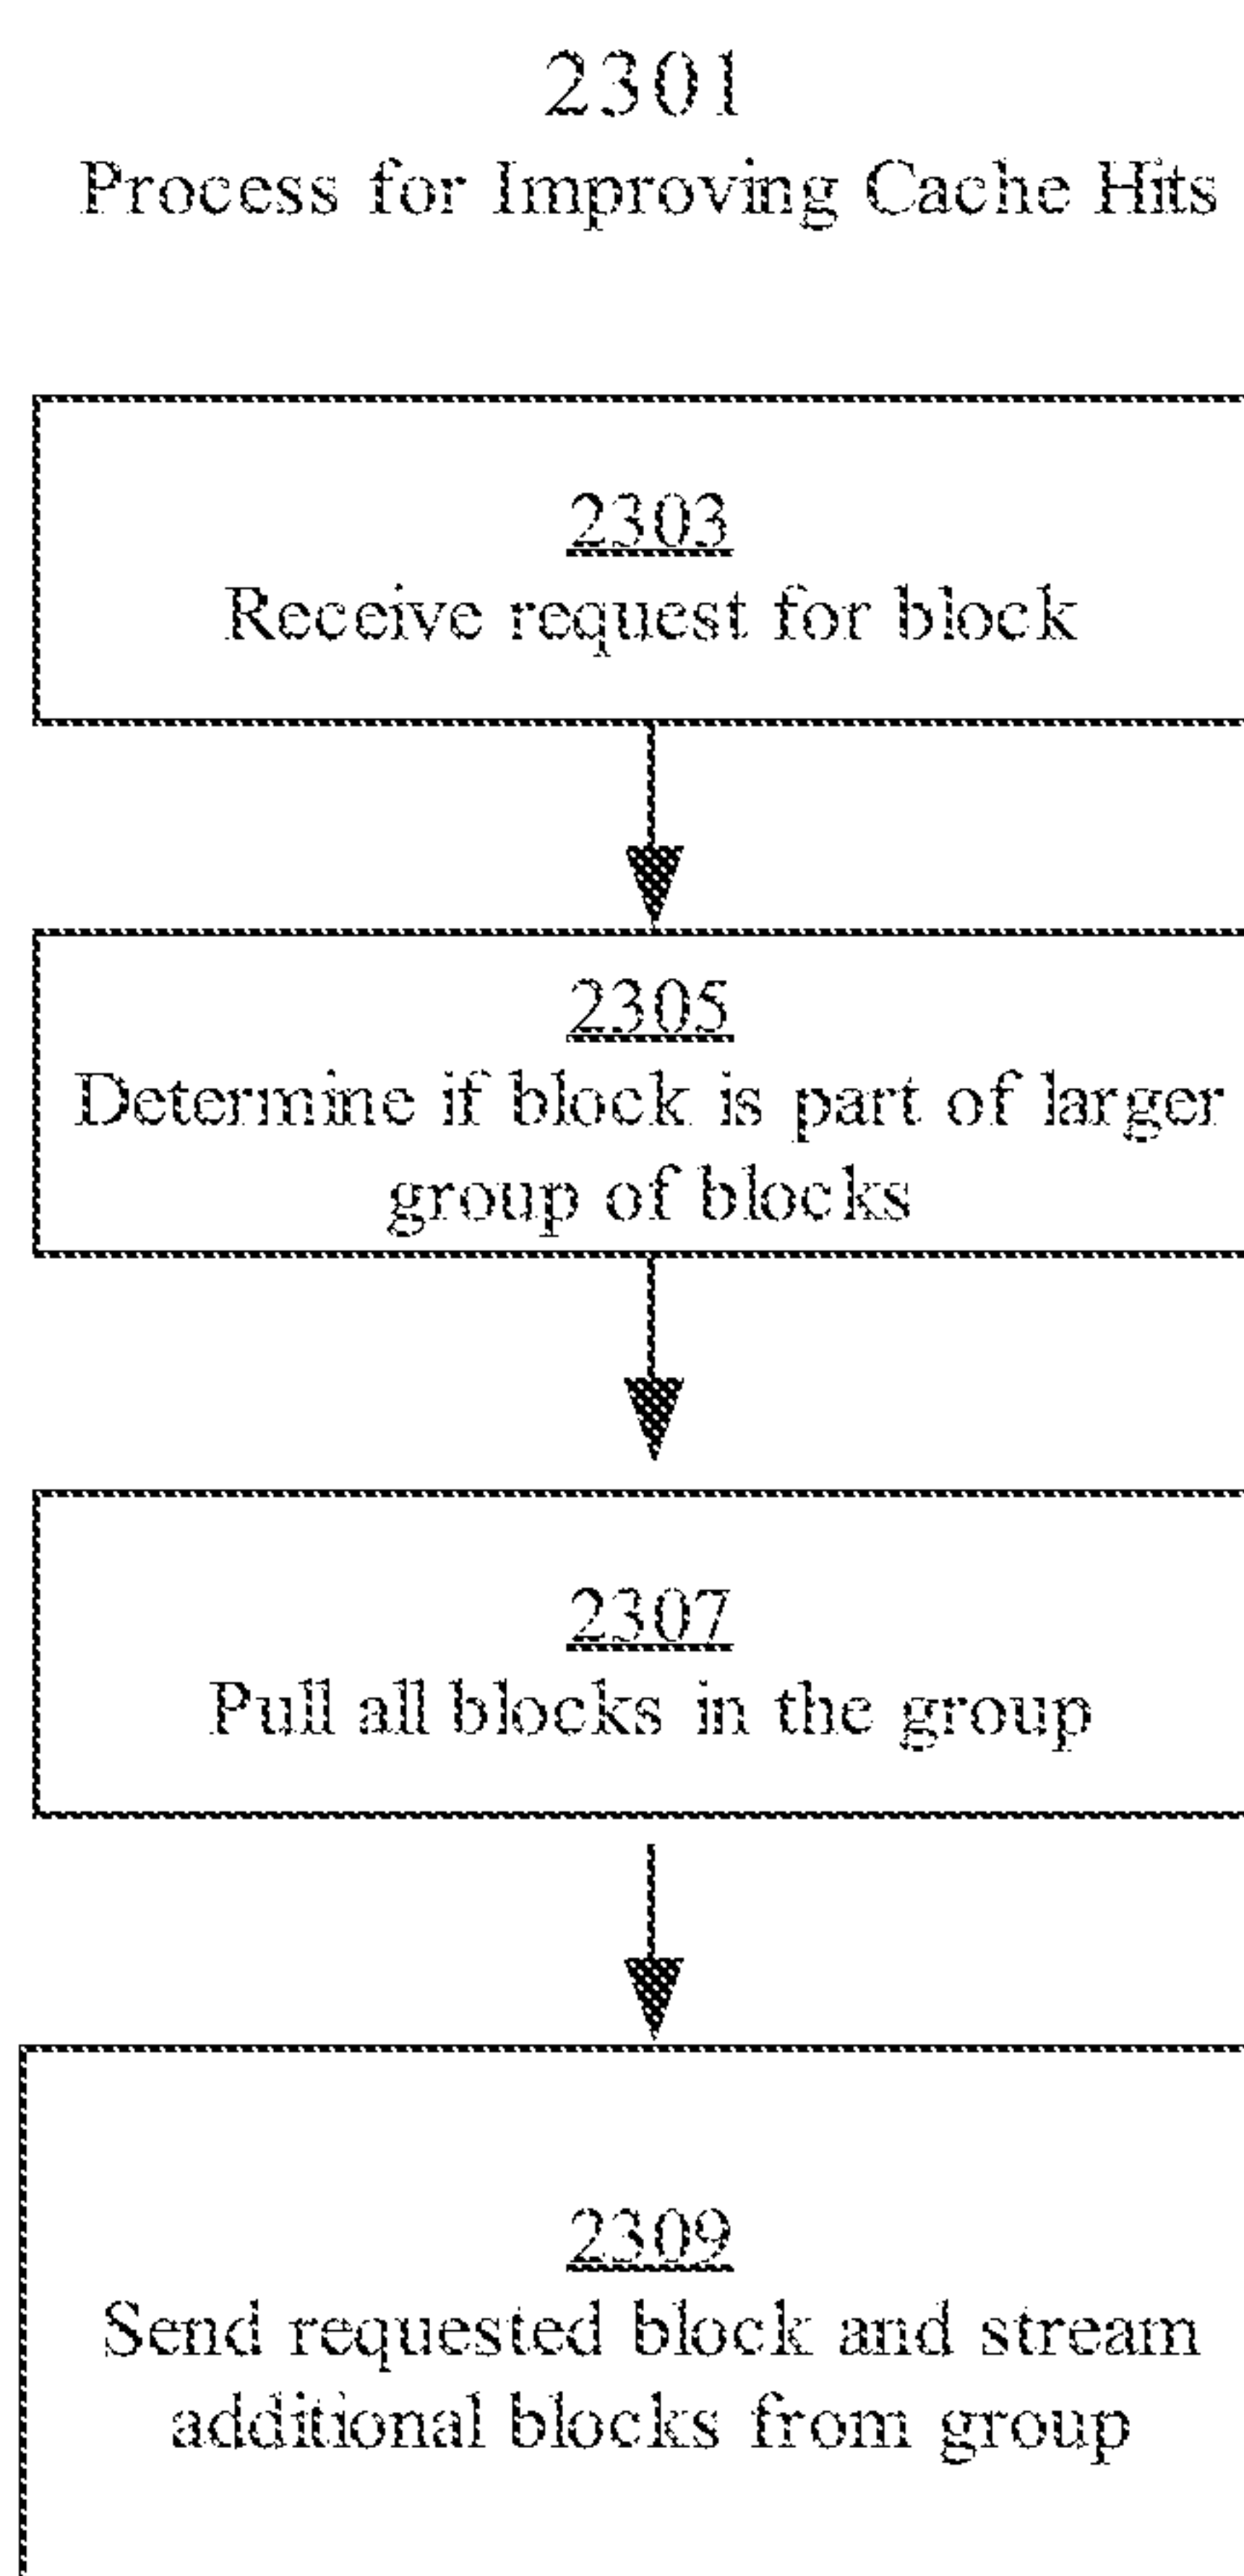 2301
Process for Improving Cache Hits
2303
Receive request for block
2305
Determine if block is part of larger
group of blocks
2307
Pull all blocks in the group
2309
Send requested block and stream
additional blocks from group